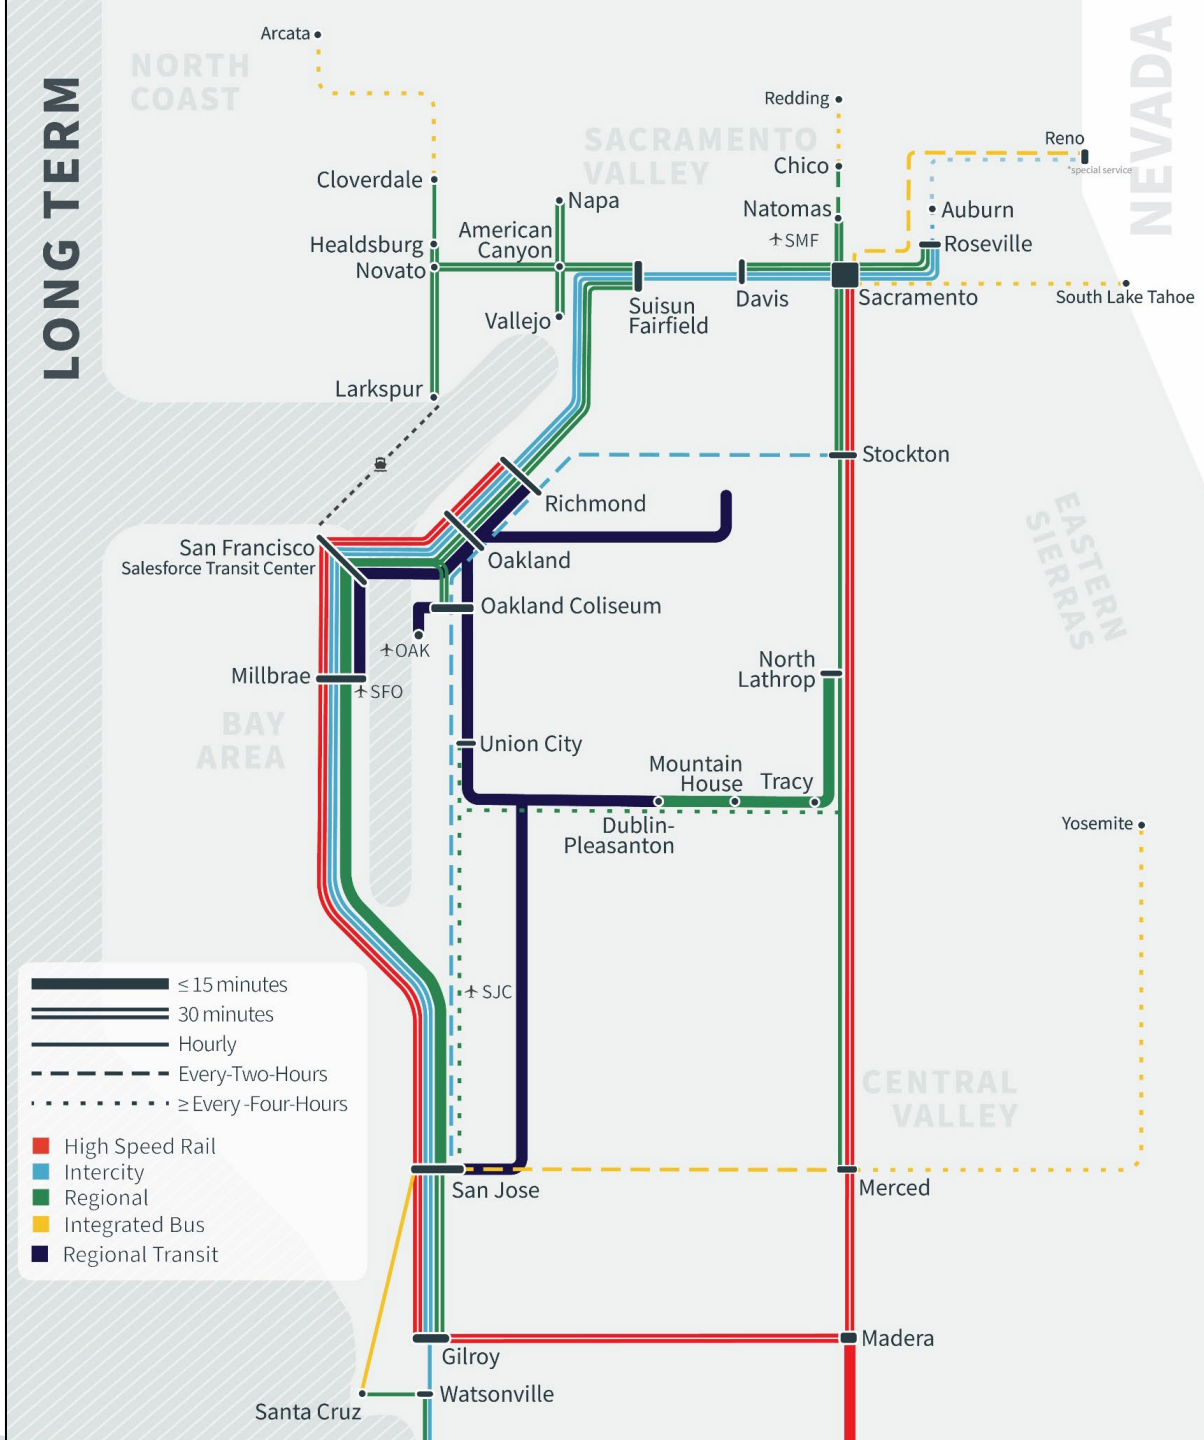 LONG TERM
Arcata
NORTH
COAST
NEVADA
Redding
SACRAMENTO
VALLEY
Reno
*special service
Chico
Cloverdale
Napa
Natomas
Auburn
SMF
American
Canyon
Healdsburg
Novato
Roseville
Suisun
Fairfield
Davis
Sacramento
South Lake Tahoe
Vallejo
Larkspur
Stockton
Richmond
EASTERN
SIERRAS
San Francisco
Salesforce Transit Center
Oakland
Oakland Coliseum
OAK
Millbrae
SFO
North
Lathrop
BAY
AREA
Union City
Mountain
House
Tracy
Dublin-
Pleasanton
Yosemite
SJC
≤ 15 minutes
30 minutes
Hourly
Every-Two-Hours
≥ Every -Four-Hours
High Speed Rail
Intercity
Regional
Integrated Bus
Regional Transit
CENTRAL
VALLEY
San Jose
Merced
Gilroy
Madera
Watsonville
Santa Cruz